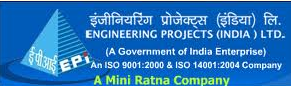 इंजीनियरिंग प्रोजेक्ट्स (इंडिया) लि.
ENGINEERING PROJECTS (INDIA ) LTD.
(A Government of India Enterprise)
An ISO 9001:2000 & ISO 14001:2004 Company
A Mini Ratna Company
ई पी आई
EPi